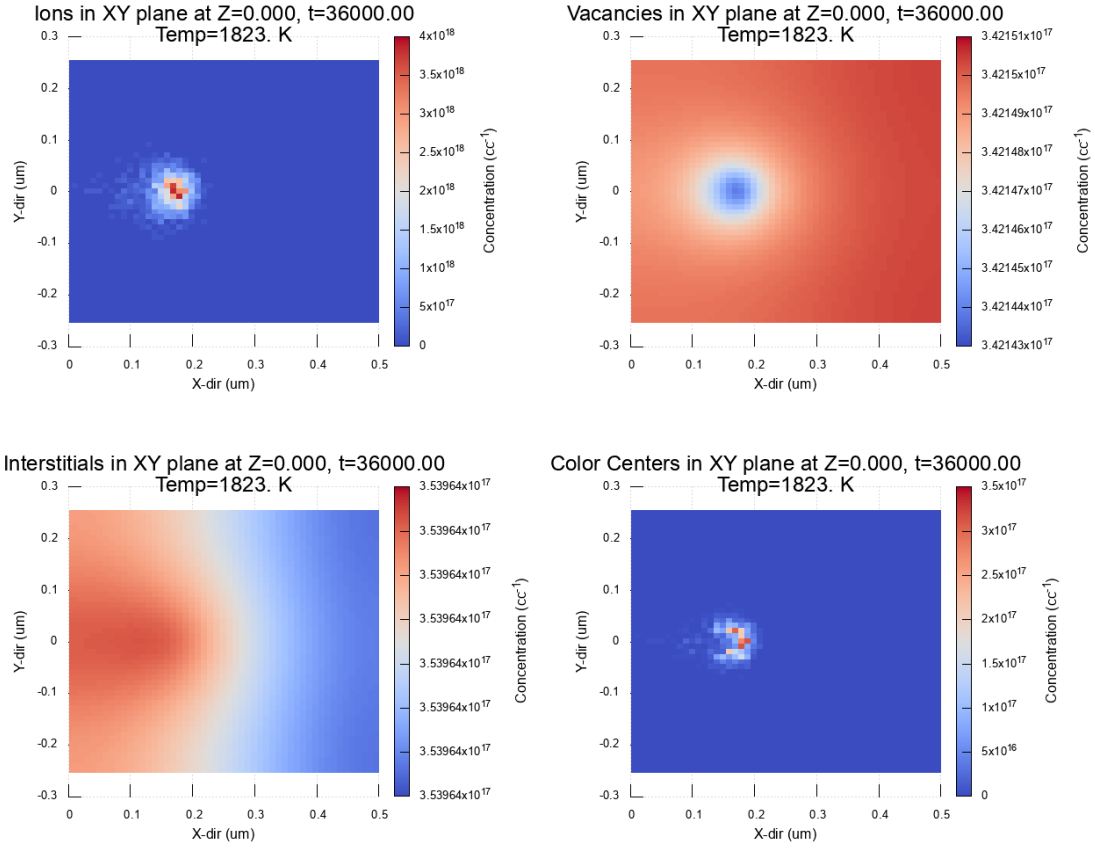 Ions in XY plane at Z=0.000, t=36000.00
Temp=1823. K
0.3
0.2
0.1
0
-0.1
-0.2
-0.3
Y-dir (um)
0 0.1 0.2 0.3 0.4 0.5
X-dir (um)
4x10^18
3.5x10^18
3x10^18
2.5x10^18
2x10^18
1.5x10^18
1x10^18
5x10^17
0
Concentration (cc^-1)
Vacancies in XY plane at Z=0.000, t=36000.00
Temp=1823. K
0.3
0.2
0.1
0
-0.1
-0.2
-0.3
Y-dir (um)
0 0.1 0.2 0.3 0.4 0.5
X-dir (um)
3.42151x10^17
3.4215x10^17
3.42149x10^17
3.42148x10^17
3.42147x10^17
3.42146x10^17
3.42145x10^17
3.42144x10^17
3.42143x10^17
Concentration (cc^-1)
Interstitials in XY plane at Z=0.000, t=36000.00
Temp=1823. K
0.3
0.2
0.1
0
-0.1
-0.2
-0.3
Y-dir (um)
0 0.1 0.2 0.3 0.4 0.5
X-dir (um)
3.53964x10^17
3.53964x10^17
3.53964x10^17
3.53964x10^17
3.53964x10^17
3.53964x10^17
3.53964x10^17
Concentration (cc^-1)
Color Centers in XY plane at Z=0.000, t=36000.00
Temp=1823. K
0.3
0.2
0.1
0
-0.1
-0.2
-0.3
Y-dir (um)
0 0.1 0.2 0.3 0.4 0.5
X-dir (um)
3.5x10^17
3x10^17
2.5x10^17
2x10^17
1.5x10^17
1x10^17
5x10^16
0
Concentration (cc^-1)